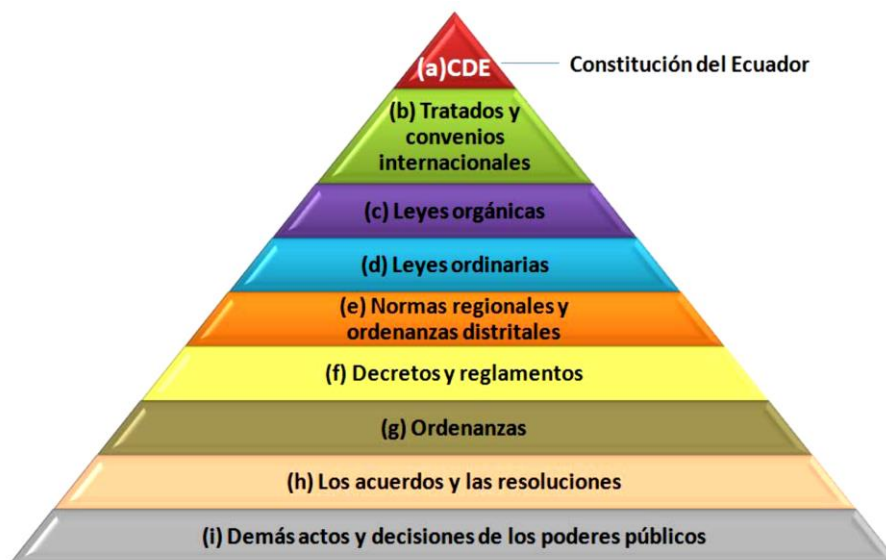 (a)CDE
Constitución del Ecuador
(b) Tratados y
convenios
internacionales
(c) Leyes orgánicas
(d) Leyes ordinarias
(e) Normas regionales y
ordenanzas distritales
(f) Decretos y reglamentos
(g) Ordenanzas
(h) Los acuerdos y las resoluciones
(i) Demás actos y decisiones de los poderes públicos